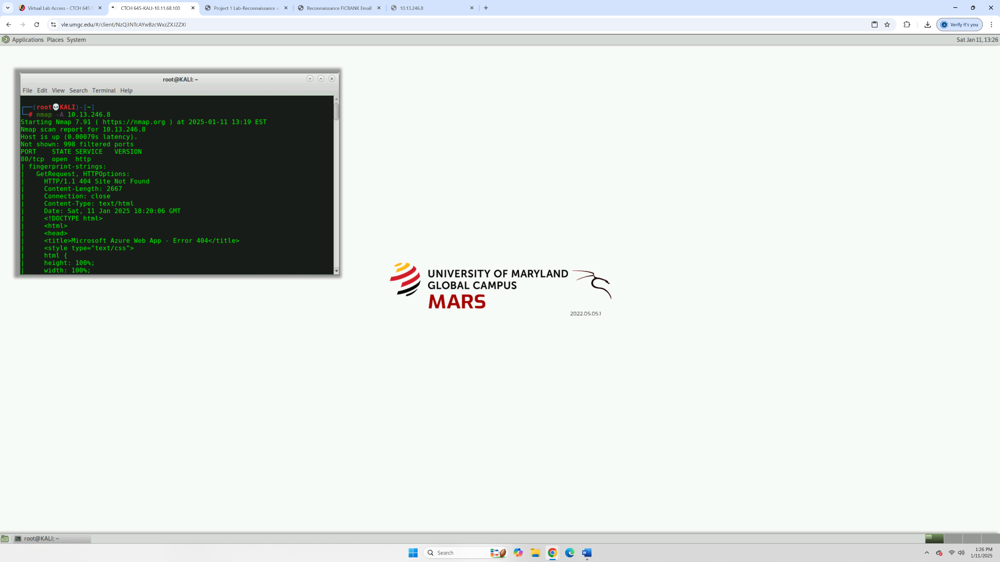 Virtual Lab Access - CTCH 645 9
CTCH 645-KALI-10.11.68.100
Project 1 Lab-Reconnaissance a
Reconnaissance FICBANK Email
10.13.246.8
vle.umgc.edu/#/client/NzQ3NTcAYwBzcWxzZXJ2ZXI
Verify it's you
Applications Places System
Sat Jan 11, 13:26
root@KALI: ~
File Edit View Search Terminal Help
┌──(root💀KALI)-[~]
└─# nmap -A 10.13.246.8
Starting Nmap 7.91 ( https://nmap.org ) at 2025-01-11 13:19 EST
Nmap scan report for 10.13.246.8
Host is up (0.00079s latency).
Not shown: 998 filtered ports
PORT    STATE SERVICE   VERSION
80/tcp  open  http
| fingerprint-strings:
|   GetRequest, HTTPOptions:
|     HTTP/1.1 404 Site Not Found
|     Content-Length: 2667
|     Connection: close
|     Content-Type: text/html
|     Date: Sat, 11 Jan 2025 18:20:06 GMT
|     <!DOCTYPE html>
|     <html>
|     <head>
|     <title>Microsoft Azure Web App - Error 404</title>
|     <style type="text/css">
|     html {
|     height: 100%;
|     width: 100%;
UNIVERSITY OF MARYLAND
GLOBAL CAMPUS
MARS
2022.05.05.1
root@KALI: ~
Search
1:26 PM
1/11/2025